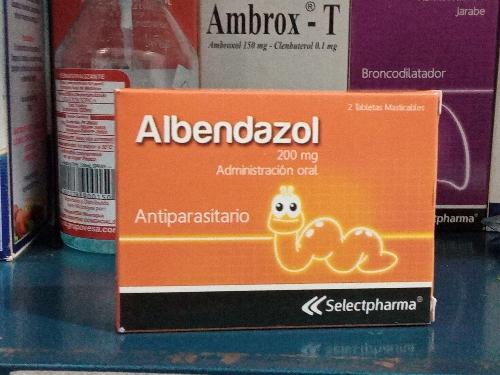 Ambrox®-T
Ambroxol 150 mg - Clenbuterol 0.1 mg
Jarabe
Broncodilatador
2 Tabletas Masticables
Albendazol
200 mg
Administración oral
Antiparasitario
Selectpharma®
pharma®